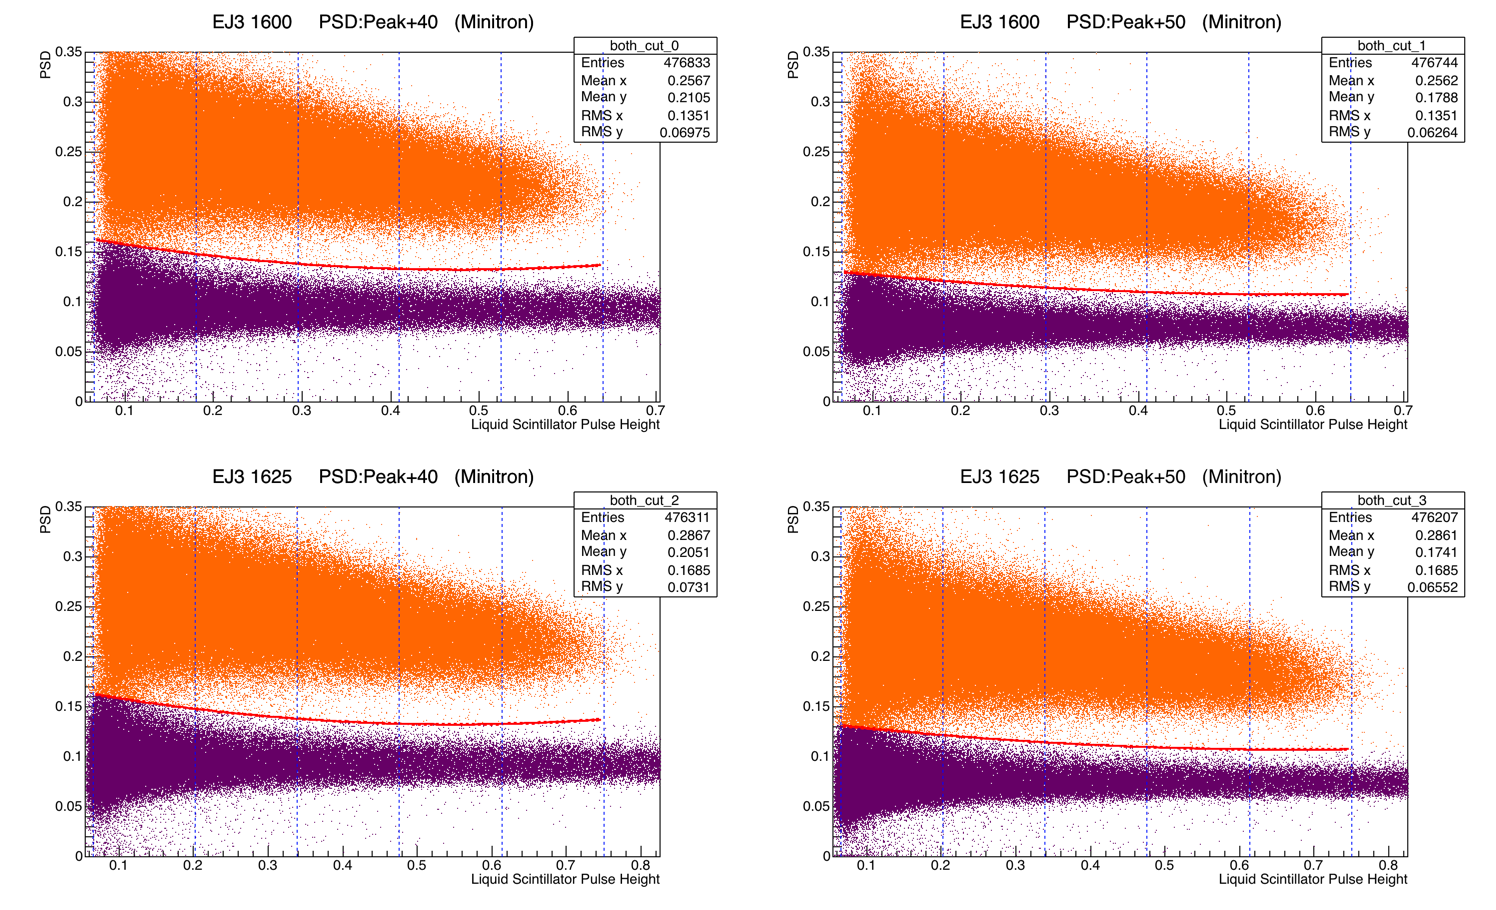 EJ3 1600 PSD:Peak+40 (Minitron)
both_cut_0
Entries 476833
Mean x 0.2567
Mean y 0.2105
RMS x 0.1351
RMS y 0.06975
PSD
0.35
0.3
0.25
0.2
0.15
0.1
0.05
0
0.1 0.2 0.3 0.4 0.5 0.6 0.7
Liquid Scintillator Pulse Height
EJ3 1600 PSD:Peak+50 (Minitron)
both_cut_1
Entries 476744
Mean x 0.2562
Mean y 0.1788
RMS x 0.1351
RMS y 0.06264
PSD
0.35
0.3
0.25
0.2
0.15
0.1
0.05
0
0.1 0.2 0.3 0.4 0.5 0.6 0.7
Liquid Scintillator Pulse Height
EJ3 1625 PSD:Peak+40 (Minitron)
both_cut_2
Entries 476311
Mean x 0.2867
Mean y 0.2051
RMS x 0.1685
RMS y 0.0731
PSD
0.35
0.3
0.25
0.2
0.15
0.1
0.05
0
0.1 0.2 0.3 0.4 0.5 0.6 0.7 0.8
Liquid Scintillator Pulse Height
EJ3 1625 PSD:Peak+50 (Minitron)
both_cut_3
Entries 476207
Mean x 0.2861
Mean y 0.1741
RMS x 0.1685
RMS y 0.06552
PSD
0.35
0.3
0.25
0.2
0.15
0.1
0.05
0
0.1 0.2 0.3 0.4 0.5 0.6 0.7 0.8
Liquid Scintillator Pulse Height